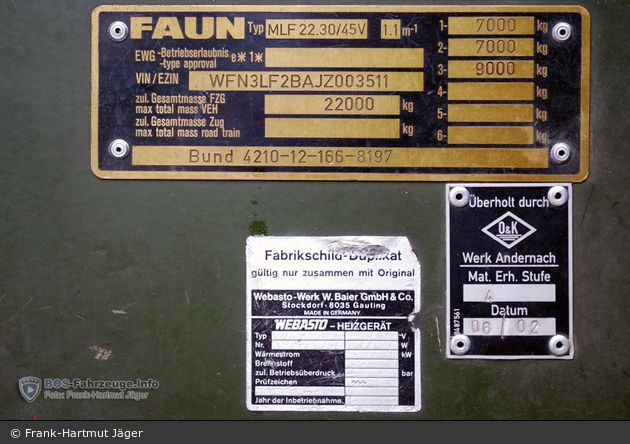 FAUN Typ MLF 22.30/45V 1.1 m-1
EWG -Betriebserlaubnis e* 1*
-type approval
VIN/EZIN WFN3LF2BAJZ003511
zul. Gesamtmasse FZG 22000 kg
max total mass VEH
zul. Gesamtmasse Zug kg
max total mass road train
1- 7000 kg
2- 7000 kg
3- 9000 kg
4- kg
5- kg
6- kg
Bund 4210-12-166-8197
Überholt durch
O&K
Werk Andernach
Mat. Erh. Stufe
4
Datum
06/02
Fabrikschild-Duplikat
gültig nur zusammen mit Original
Webasto-Werk W. Baier GmbH & Co.
Stockdorf - 8035 Gauting
MADE IN GERMANY
WEBASTO - HEIZGERÄT
Typ V
Nr. W
Wärmestrom kW
Brennstoff
zul. Betriebsüberdruck bar
Prüfzeichen
Jahr der Inbetriebnahme.
BOS-Fahrzeuge.Info
Foto: Frank-Hartmut Jäger
© Frank-Hartmut Jäger